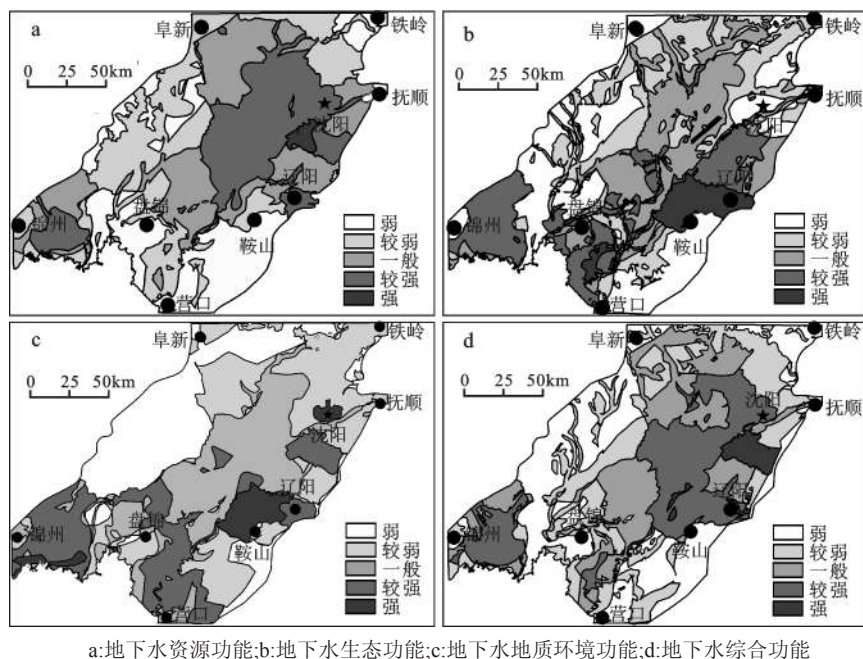 a
阜新
铁岭
0 25 50km
抚顺
沈阳
辽阳
锦州
盘锦
鞍山
营口
弱
较弱
一般
较强
强
b
阜新
铁岭
0 25 50km
抚顺
沈阳
辽阳
锦州
盘锦
鞍山
营口
弱
较弱
一般
较强
强
c
阜新
铁岭
0 25 50km
抚顺
沈阳
辽阳
锦州
盘锦
鞍山
营口
弱
较弱
一般
较强
强
d
阜新
铁岭
0 25 50km
沈阳
抚顺
辽阳
锦州
盘锦
鞍山
营口
弱
较弱
一般
较强
强
a:地下水资源功能;b:地下水生态功能;c:地下水地质环境功能;d:地下水综合功能